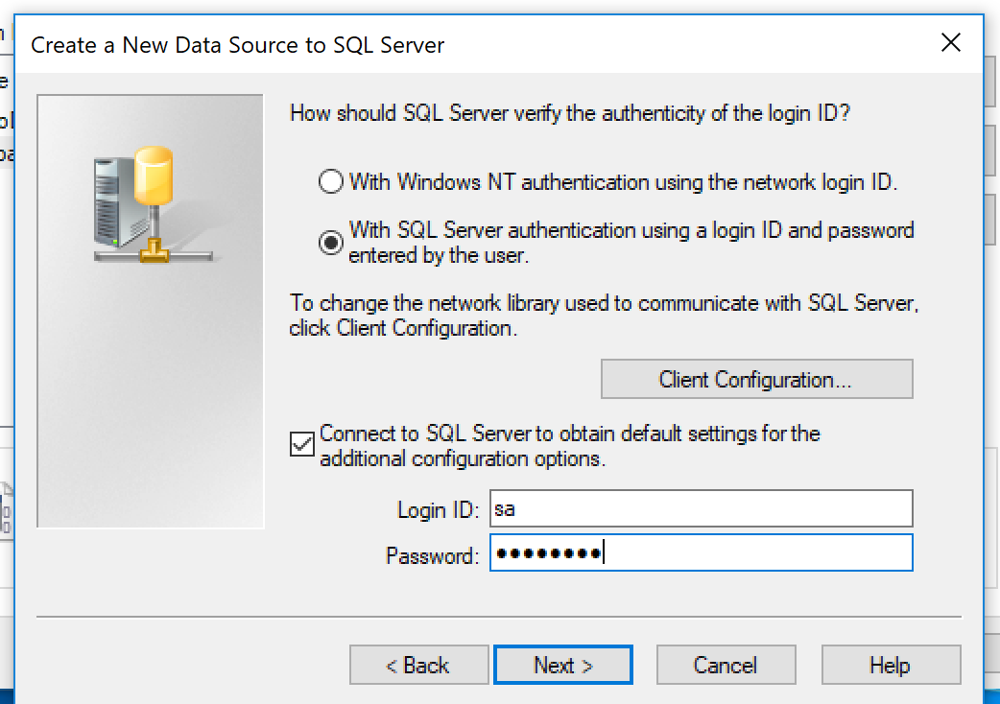 Create a New Data Source to SQL Server
How should SQL Server verify the authenticity of the login ID?
With Windows NT authentication using the network login ID.
With SQL Server authentication using a login ID and password
entered by the user.
To change the network library used to communicate with SQL Server,
click Client Configuration.
Client Configuration...
Connect to SQL Server to obtain default settings for the
additional configuration options.
Login ID: sa
Password: ●●●●●●●●
< Back Next > Cancel Help